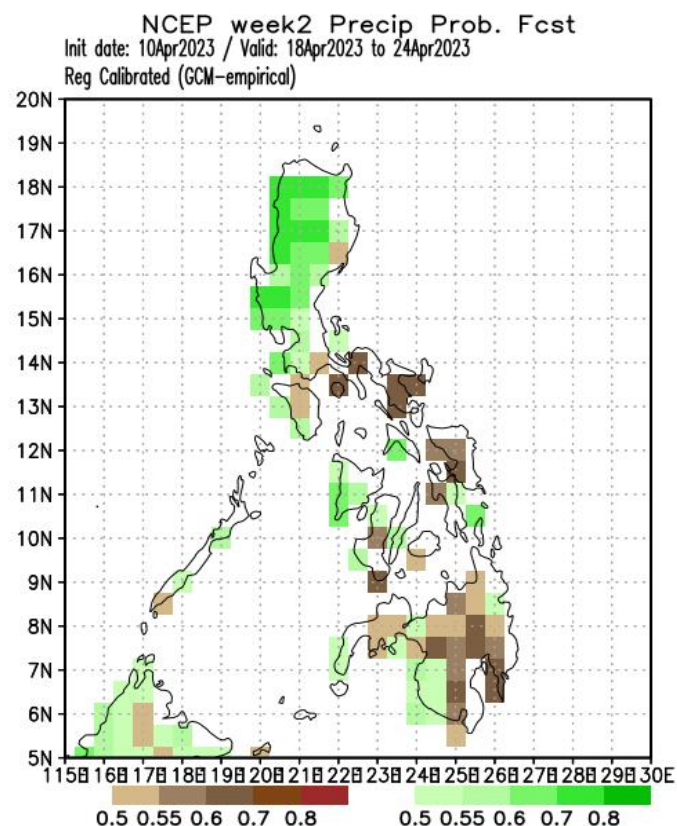 NCEP week2 Precip Prob. Fcst
Init date: 10Apr2023 / Valid: 18Apr2023 to 24Apr2023
Reg Calibrated (GCM-empirical)
20N
19N
18N
17N
16N
15N
14N
13N
12N
11N
10N
9N
8N
7N
6N
5N
115E 116E 117E 118E 119E 120E 121E 122E 123E 124E 125E 126E 127E 128E 129E 130E
0.5 0.55 0.6 0.7 0.8 0.5 0.55 0.6 0.7 0.8